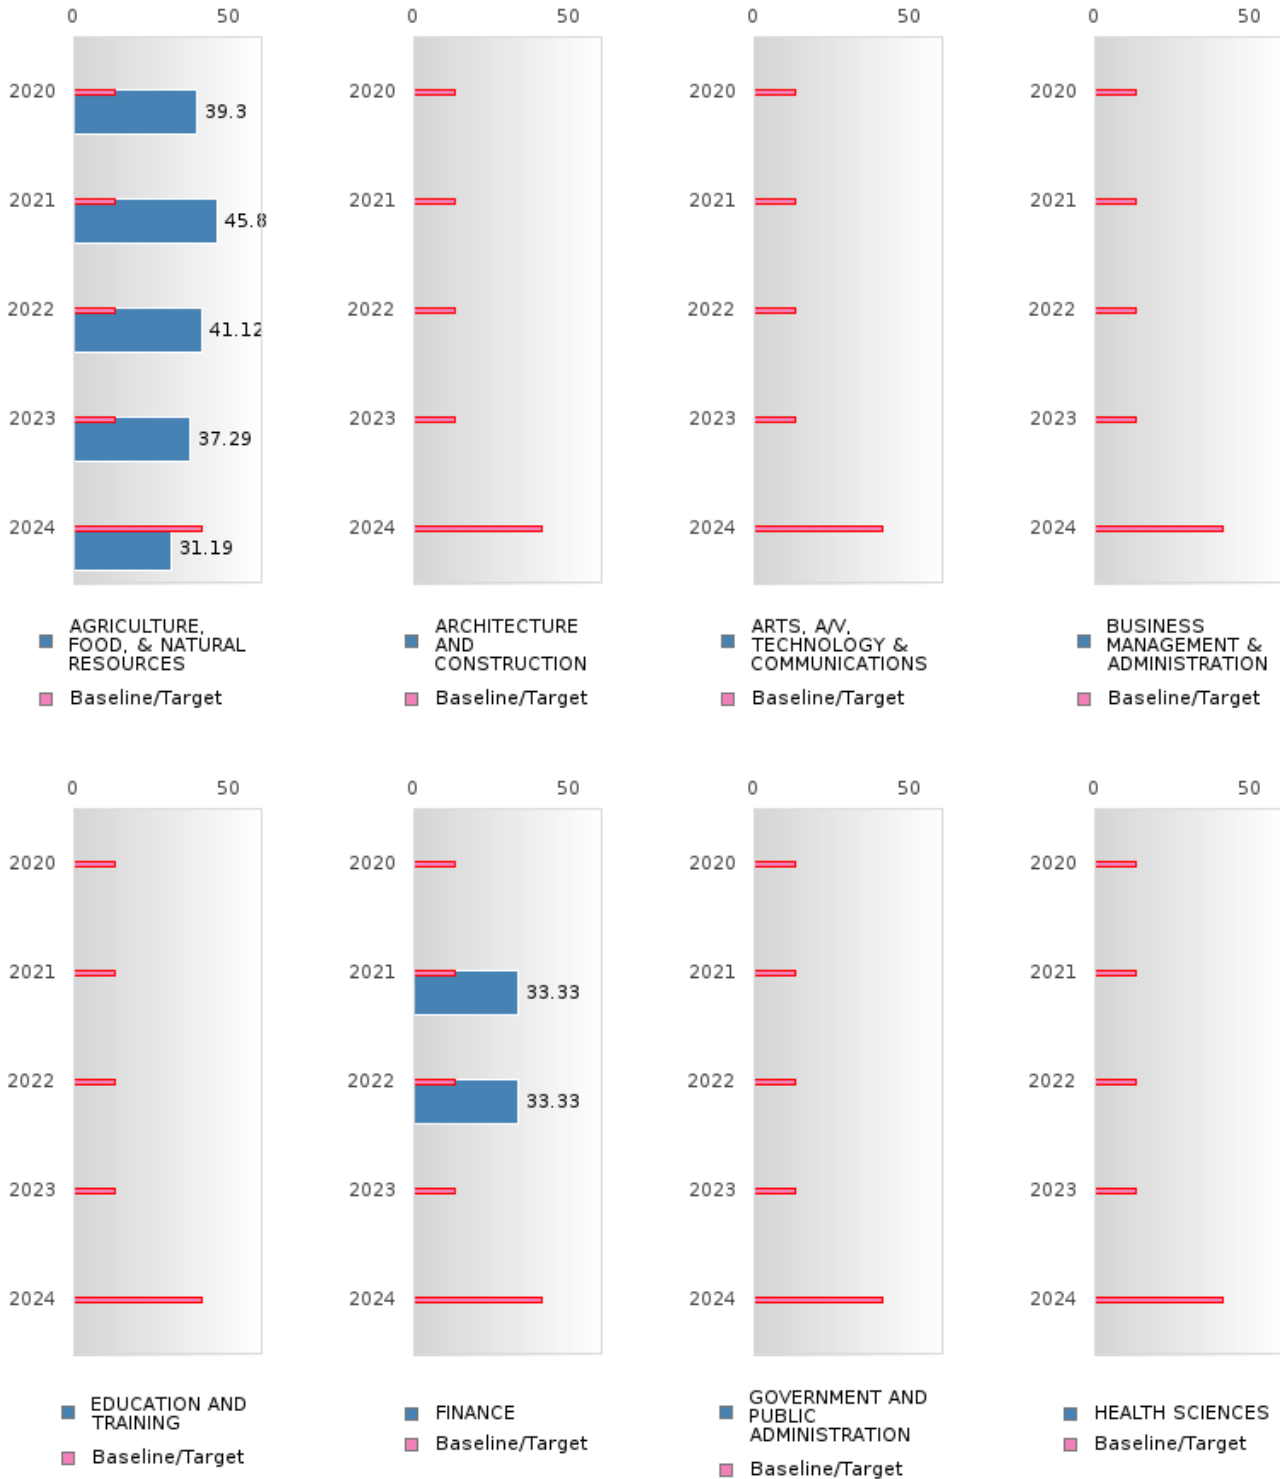 0 50 0 50 0 50 0 50
2020 39.3 2020 2020 2020
2021 45.8 2021 2021 2021
2022 41.12 2022 2022 2022
2023 37.29 2023 2023 2023
2024 31.19 2024 2024 2024
AGRICULTURE,
FOOD, & NATURAL
RESOURCES
Baseline/Target
ARCHITECTURE
AND
CONSTRUCTION
Baseline/Target
ARTS, A/V,
TECHNOLOGY &
COMMUNICATIONS
Baseline/Target
BUSINESS
MANAGEMENT &
ADMINISTRATION
Baseline/Target
0 50 0 50 0 50 0 50
2020 2020 2020 2020
2021 2021 33.33 2021 2021
2022 2022 33.33 2022 2022
2023 2023 2023 2023
2024 2024 2024 2024
EDUCATION AND
TRAINING
Baseline/Target
FINANCE
Baseline/Target
GOVERNMENT AND
PUBLIC
ADMINISTRATION
Baseline/Target
HEALTH SCIENCES
Baseline/Target